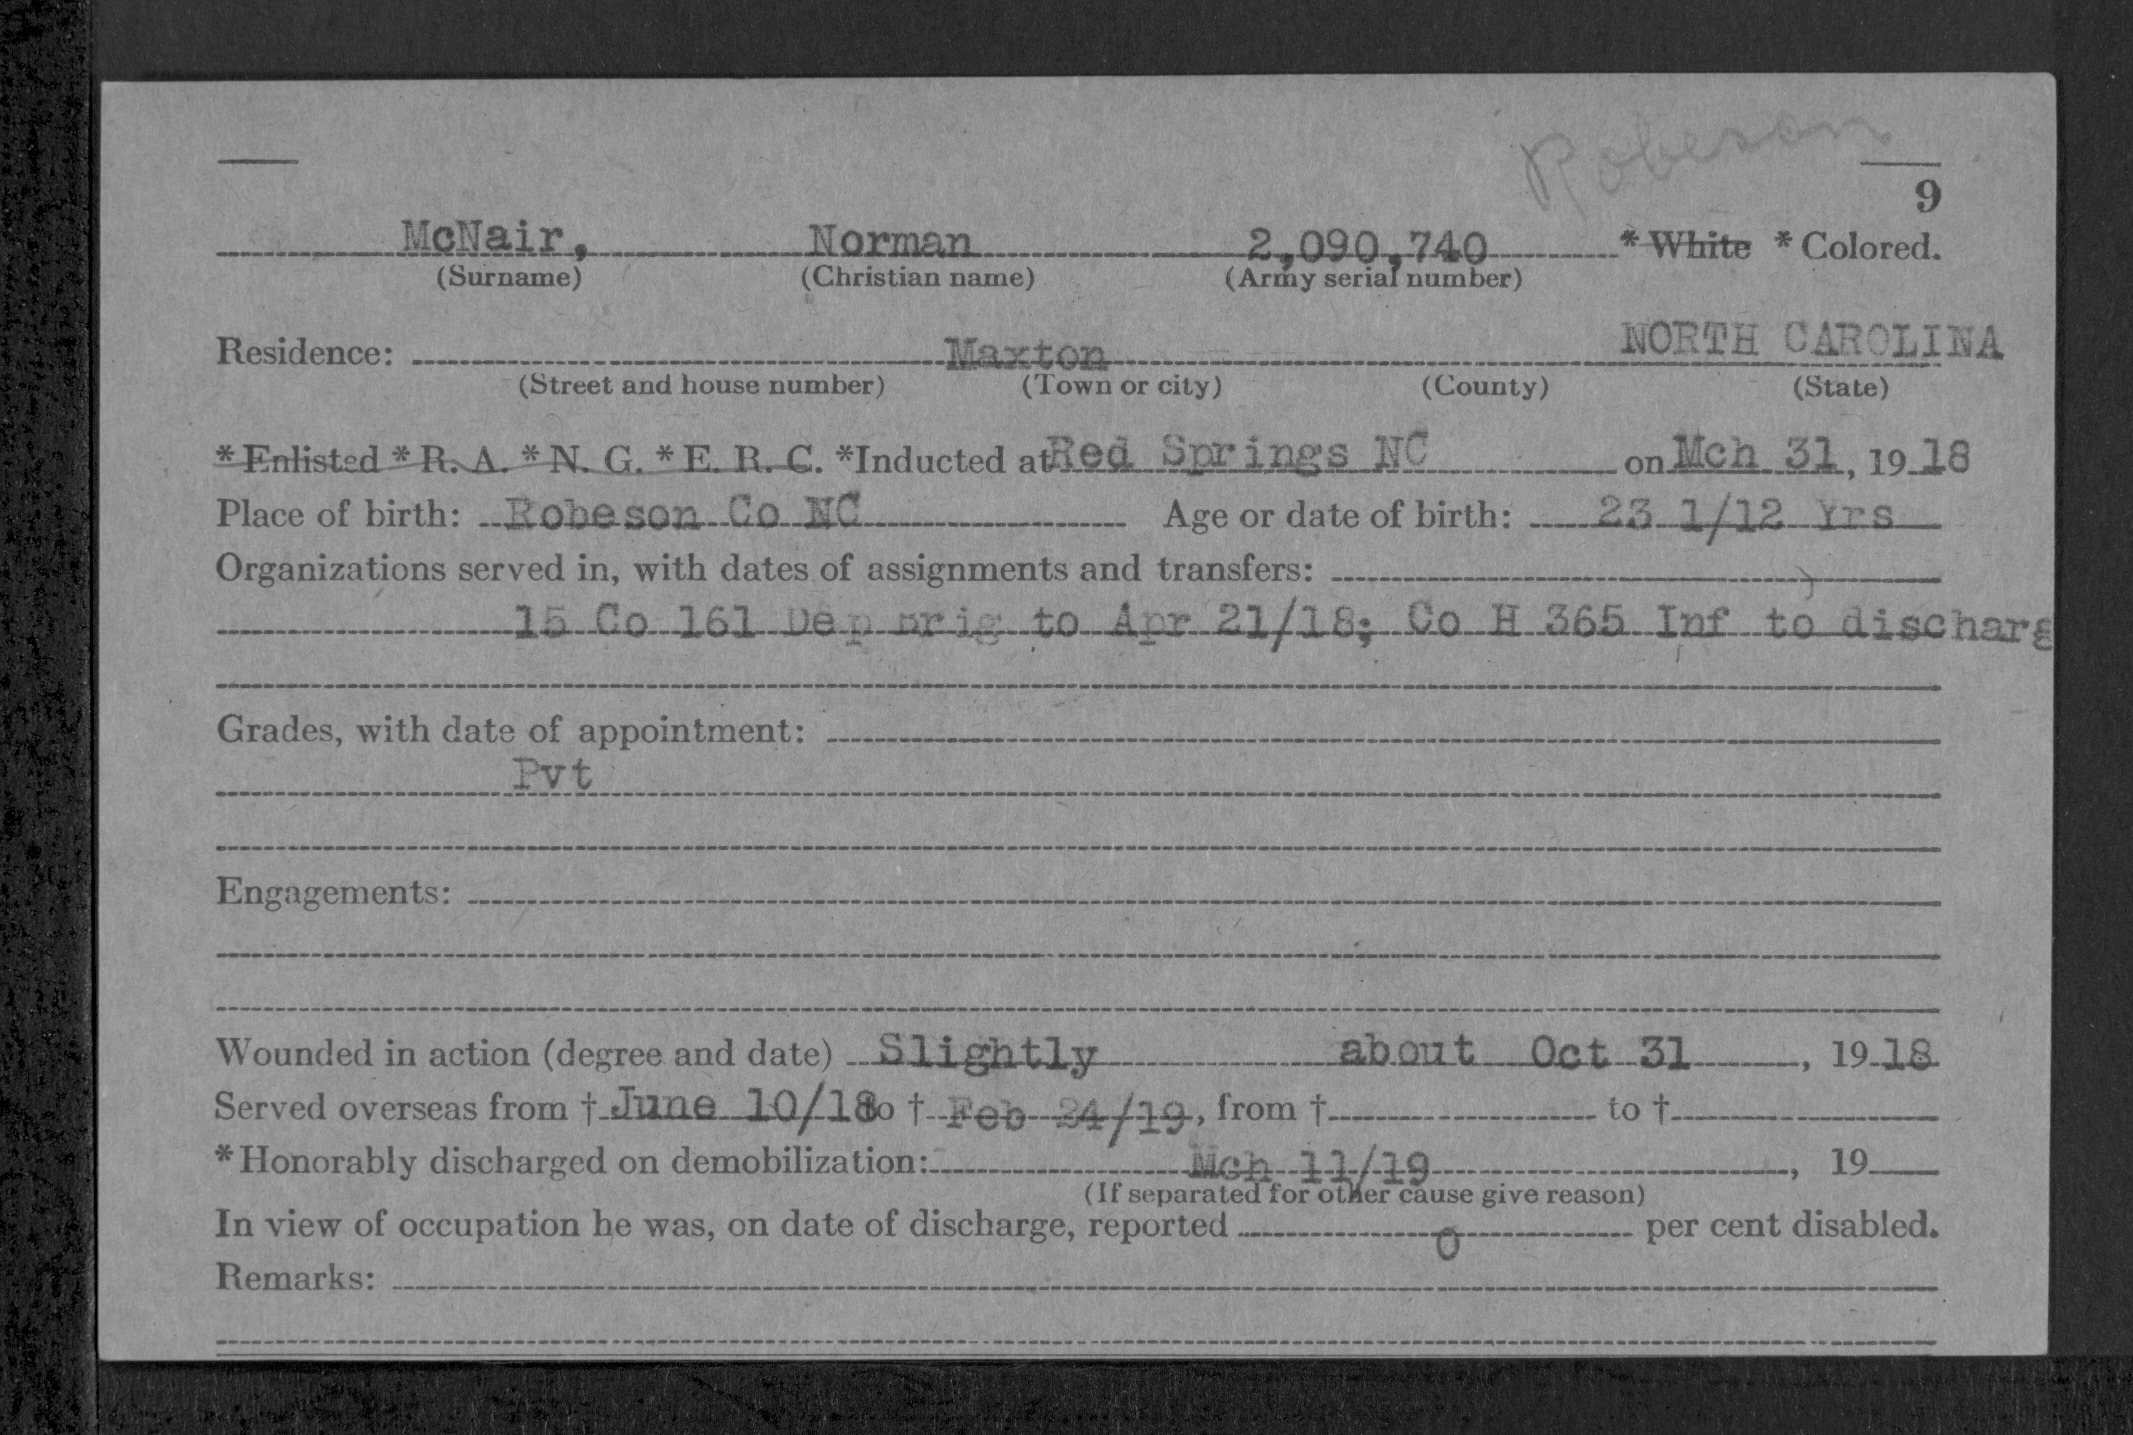 Robeson
9
McNair, Norman 2,090,740 * White * Colored.
(Surname) (Christian name) (Army serial number)
Residence: Maxton NORTH CAROLINA
(Street and house number) (Town or city) (County) (State)
* Enlisted * R. A. * N. G. * E. R. C. *Inducted at Red Springs NC on Mch 31, 19 18
Place of birth: Robeson Co NC Age or date of birth: 23 1/12 Yrs
Organizations served in, with dates of assignments and transfers:
15 Co 161 Dep Brig to Apr 21/18; Co H 365 Inf to discharg
Grades, with date of appointment:
Pvt
Engagements:
Wounded in action (degree and date) Slightly about Oct 31, 19 18
Served overseas from † June 10/18 to † Feb 24/19, from † to †
* Honorably discharged on demobilization: Mch 11/19, 19
(If separated for other cause give reason)
In view of occupation he was, on date of discharge, reported 0 per cent disabled.
Remarks: